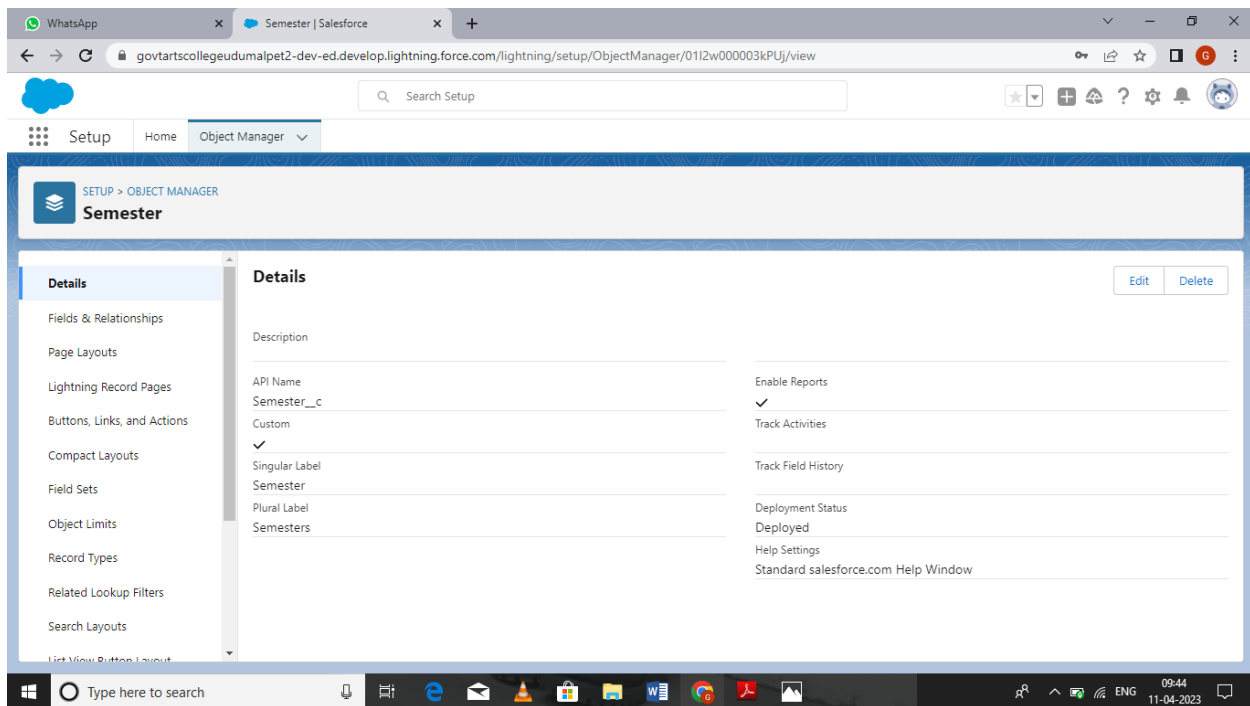 WhatsApp
Semester | Salesforce
govtartscollegeudumalpet2-dev-ed.develop.lightning.force.com/lightning/setup/ObjectManager/01I2w000003kPUj/view
G
Search Setup
Setup
Home
Object Manager
SETUP > OBJECT MANAGER
Semester
Details
Fields & Relationships
Page Layouts
Lightning Record Pages
Buttons, Links, and Actions
Compact Layouts
Field Sets
Object Limits
Record Types
Related Lookup Filters
Search Layouts
List View Button Layout
Details
Edit
Delete
Description
API Name
Semester__c
Custom
Singular Label
Semester
Plural Label
Semesters
Enable Reports
Track Activities
Track Field History
Deployment Status
Deployed
Help Settings
Standard salesforce.com Help Window
Type here to search
ENG
09:44
11-04-2023